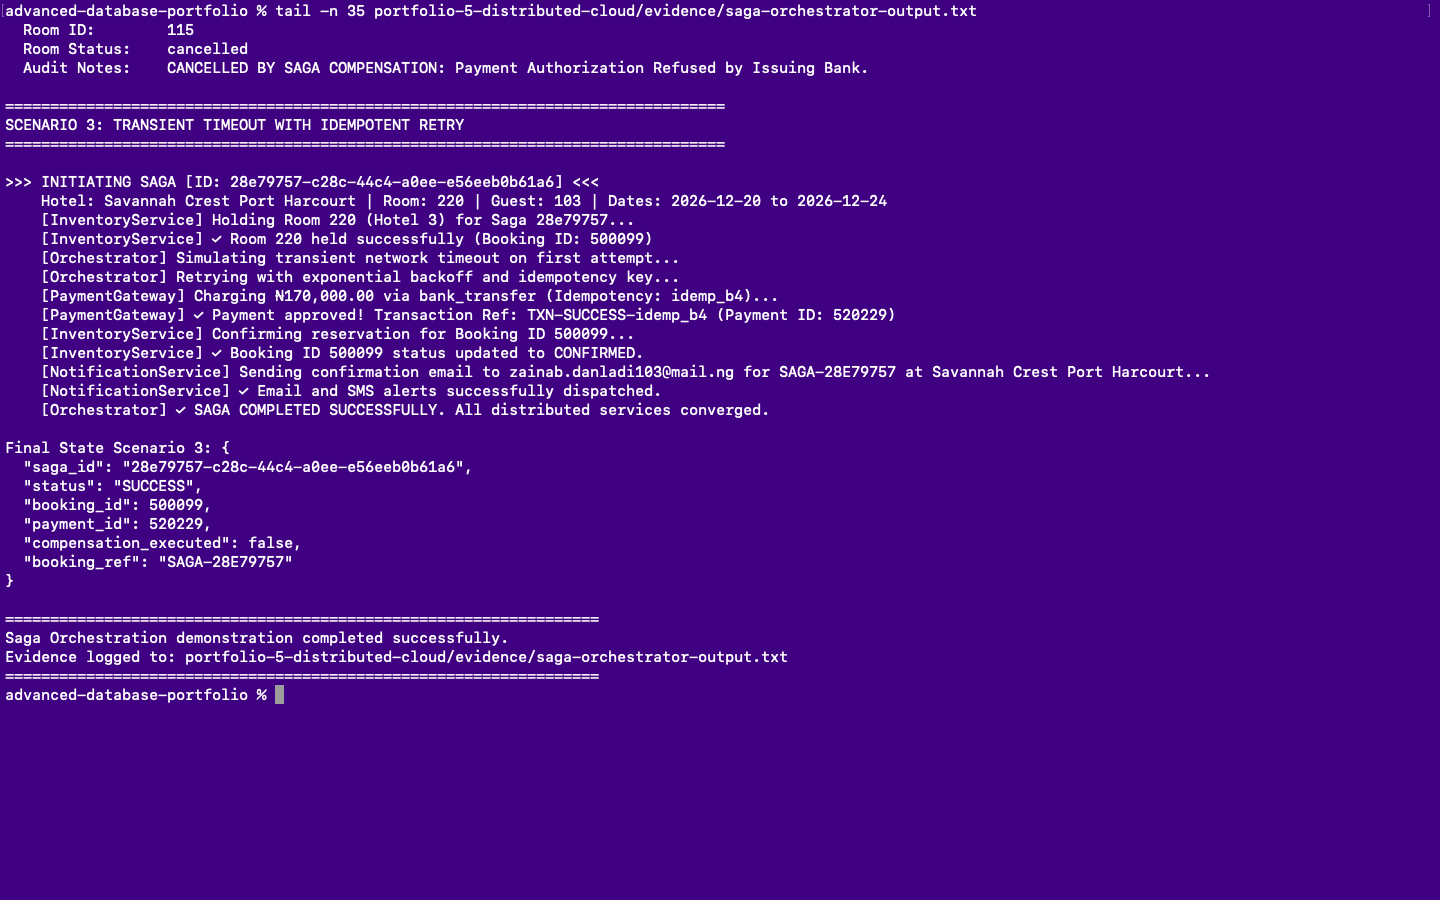 [advanced-database-portfolio % tail -n 35 portfolio-5-distributed-cloud/evidence/saga-orchestrator-output.txt ]
  Room ID:        115
  Room Status:    cancelled
  Audit Notes:    CANCELLED BY SAGA COMPENSATION: Payment Authorization Refused by Issuing Bank.
================================================================================
SCENARIO 3: TRANSIENT TIMEOUT WITH IDEMPOTENT RETRY
================================================================================
>>> INITIATING SAGA [ID: 28e79757-c28c-44c4-a0ee-e56eeb0b61a6] <<<
    Hotel: Savannah Crest Port Harcourt | Room: 220 | Guest: 103 | Dates: 2026-12-20 to 2026-12-24
    [InventoryService] Holding Room 220 (Hotel 3) for Saga 28e79757...
    [InventoryService] ✓ Room 220 held successfully (Booking ID: 500099)
    [Orchestrator] Simulating transient network timeout on first attempt...
    [Orchestrator] Retrying with exponential backoff and idempotency key...
    [PaymentGateway] Charging ₦170,000.00 via bank_transfer (Idempotency: idemp_b4)...
    [PaymentGateway] ✓ Payment approved! Transaction Ref: TXN-SUCCESS-idemp_b4 (Payment ID: 520229)
    [InventoryService] Confirming reservation for Booking ID 500099...
    [InventoryService] ✓ Booking ID 500099 status updated to CONFIRMED.
    [NotificationService] Sending confirmation email to zainab.danladi103@mail.ng for SAGA-28E79757 at Savannah Crest Port Harcourt...
    [NotificationService] ✓ Email and SMS alerts successfully dispatched.
    [Orchestrator] ✓ SAGA COMPLETED SUCCESSFULLY. All distributed services converged.
Final State Scenario 3: {
  "saga_id": "28e79757-c28c-44c4-a0ee-e56eeb0b61a6",
  "status": "SUCCESS",
  "booking_id": 500099,
  "payment_id": 520229,
  "compensation_executed": false,
  "booking_ref": "SAGA-28E79757"
}
==================================================================
Saga Orchestration demonstration completed successfully.
Evidence logged to: portfolio-5-distributed-cloud/evidence/saga-orchestrator-output.txt
==================================================================
advanced-database-portfolio %